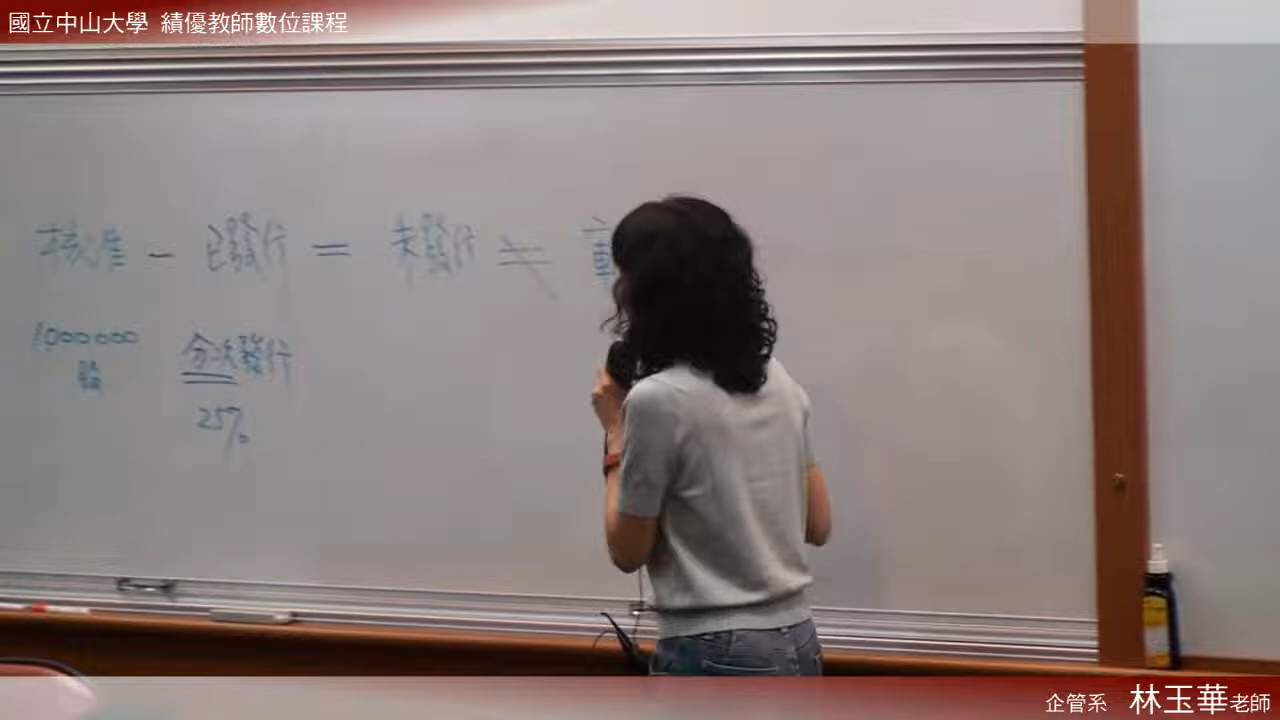 國立中山大學 績優教師數位課程
核准 − 已發行 = 未發行 ≠
1000000 分次發行
股
25%
企管系 林玉華老師